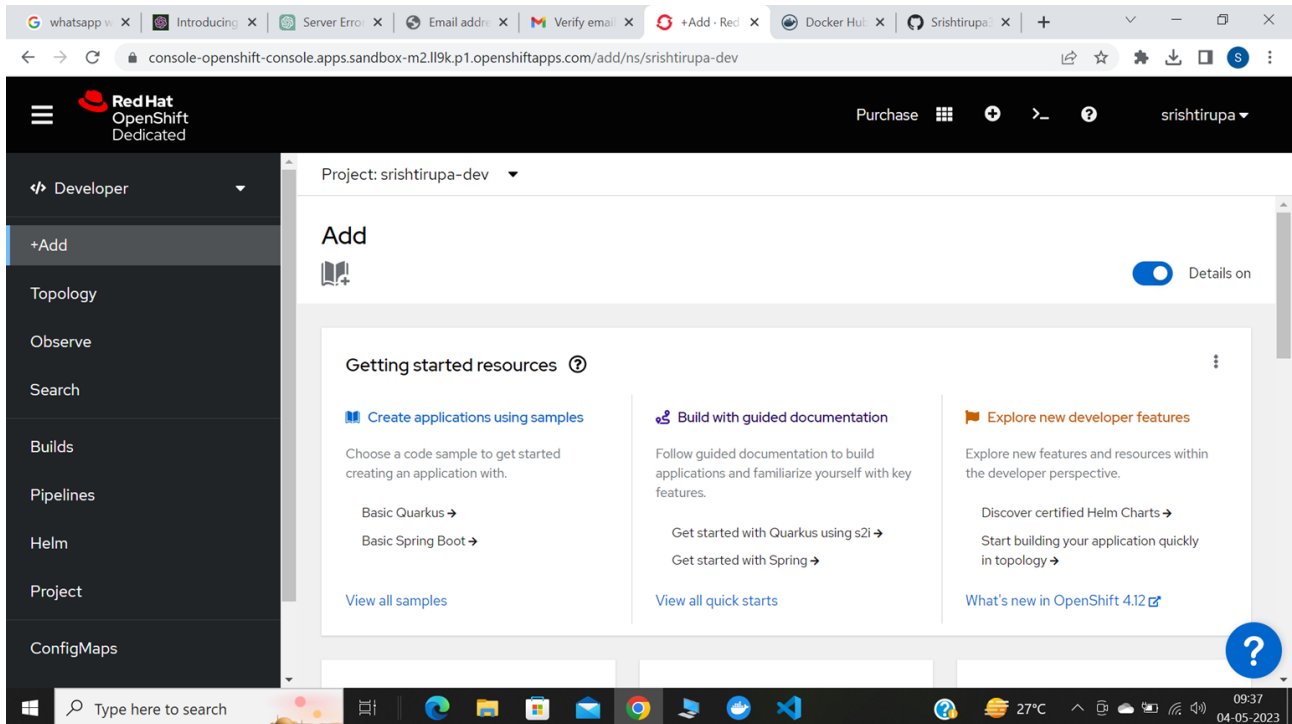 whatsapp w
Introducing
Server Erro
Email addre
Verify email
+Add · Red
Docker Hub
Srishtirupa
console-openshift-console.apps.sandbox-m2.ll9k.p1.openshiftapps.com/add/ns/srishtirupa-dev
S
Red Hat
OpenShift
Dedicated
Purchase
srishtirupa
Developer
+Add
Topology
Observe
Search
Builds
Pipelines
Helm
Project
ConfigMaps
Project: srishtirupa-dev
Add
Details on
Getting started resources
Create applications using samples
Choose a code sample to get started
creating an application with.
Basic Quarkus →
Basic Spring Boot →
View all samples
Build with guided documentation
Follow guided documentation to build
applications and familiarize yourself with key
features.
Get started with Quarkus using s2i →
Get started with Spring →
View all quick starts
Explore new developer features
Explore new features and resources within
the developer perspective.
Discover certified Helm Charts →
Start building your application quickly
in topology →
What's new in OpenShift 4.12
?
Type here to search
27°C
09:37
04-05-2023